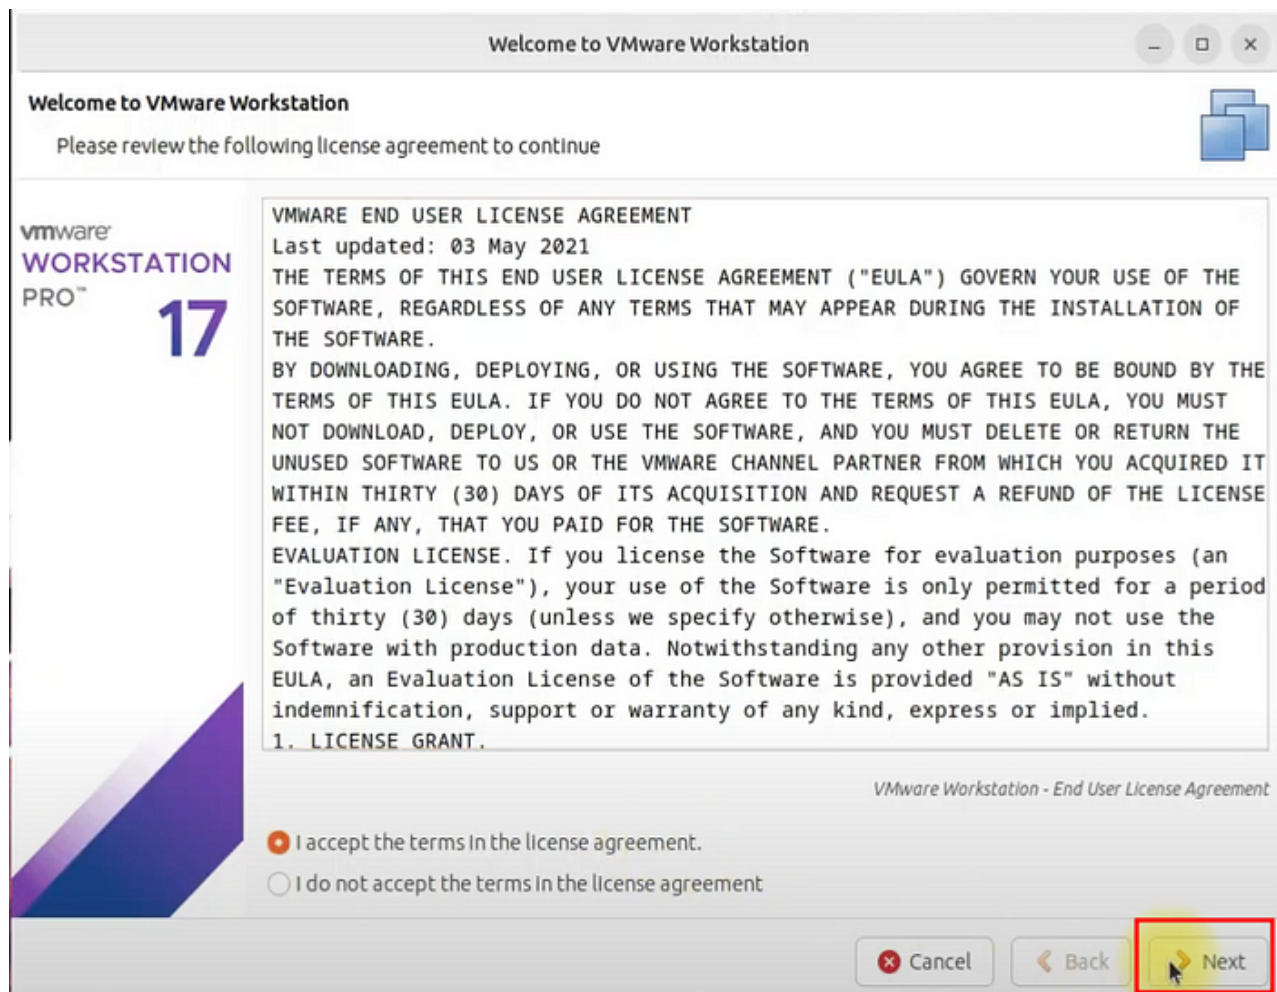 Welcome to VMware Workstation
Welcome to VMware Workstation
Please review the following license agreement to continue
vmware
WORKSTATION
PRO™
17
VMWARE END USER LICENSE AGREEMENT
Last updated: 03 May 2021
THE TERMS OF THIS END USER LICENSE AGREEMENT ("EULA") GOVERN YOUR USE OF THE
SOFTWARE, REGARDLESS OF ANY TERMS THAT MAY APPEAR DURING THE INSTALLATION OF
THE SOFTWARE.
BY DOWNLOADING, DEPLOYING, OR USING THE SOFTWARE, YOU AGREE TO BE BOUND BY THE
TERMS OF THIS EULA. IF YOU DO NOT AGREE TO THE TERMS OF THIS EULA, YOU MUST
NOT DOWNLOAD, DEPLOY, OR USE THE SOFTWARE, AND YOU MUST DELETE OR RETURN THE
UNUSED SOFTWARE TO US OR THE VMWARE CHANNEL PARTNER FROM WHICH YOU ACQUIRED IT
WITHIN THIRTY (30) DAYS OF ITS ACQUISITION AND REQUEST A REFUND OF THE LICENSE
FEE, IF ANY, THAT YOU PAID FOR THE SOFTWARE.
EVALUATION LICENSE. If you license the Software for evaluation purposes (an
"Evaluation License"), your use of the Software is only permitted for a period
of thirty (30) days (unless we specify otherwise), and you may not use the
Software with production data. Notwithstanding any other provision in this
EULA, an Evaluation License of the Software is provided "AS IS" without
indemnification, support or warranty of any kind, express or implied.
1. LICENSE GRANT.
VMware Workstation - End User License Agreement
I accept the terms in the license agreement.
I do not accept the terms in the license agreement
Cancel
Back
Next